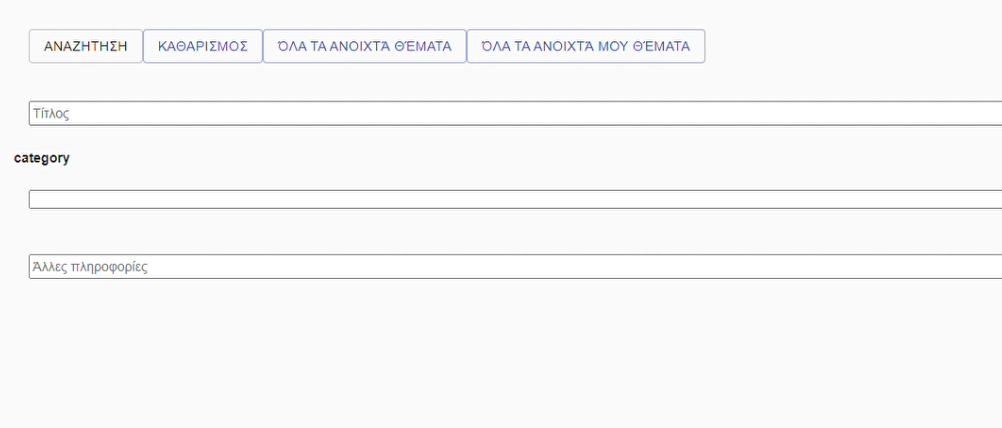 ΑΝΑΖΗΤΗΣΗ ΚΑΘΑΡΙΣΜΟΣ ΌΛΑ ΤΑ ΑΝΟΙΧΤΆ ΘΈΜΑΤΑ ΌΛΑ ΤΑ ΑΝΟΙΧΤΆ ΜΟΥ ΘΈΜΑΤΑ
Τίτλος
category
Άλλες πληροφορίες